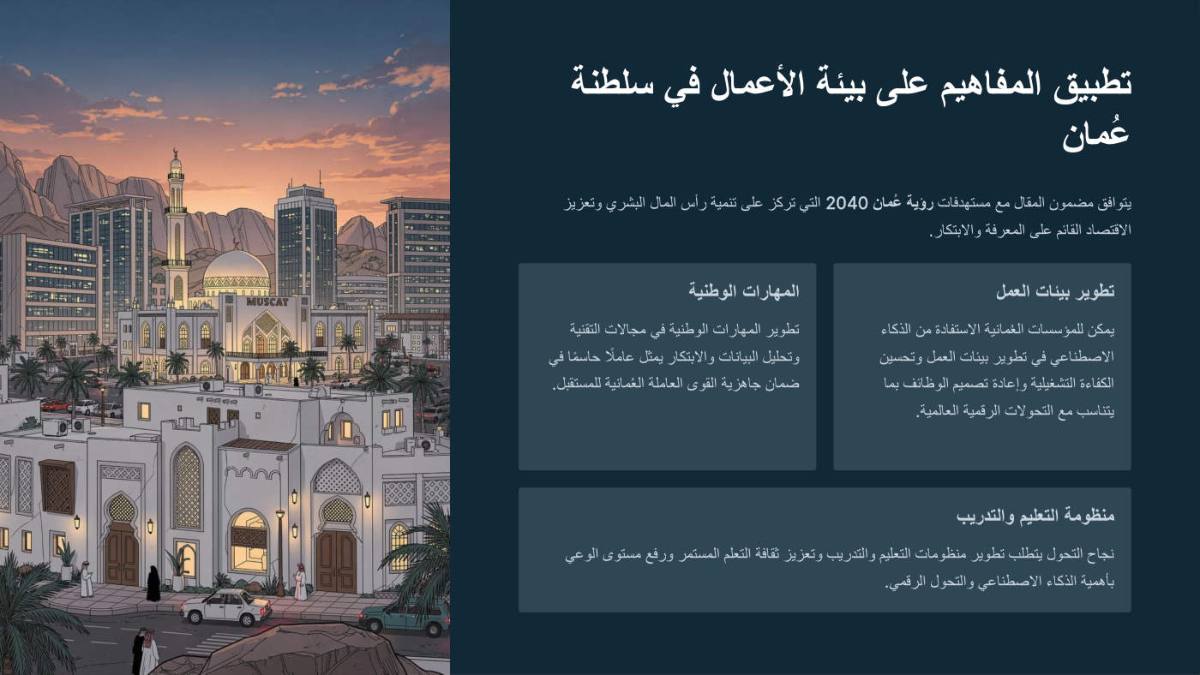 تطبيق المفاهيم على بيئة الأعمال في سلطنة
عُمان
يتوافق مضمون المقال مع مستهدفات رؤية عُمان 2040 التي تركز على تنمية رأس المال البشري وتعزيز
الاقتصاد القائم على المعرفة والابتكار.
تطوير بيئات العمل
يمكن للمؤسسات العُمانية الاستفادة من الذكاء
الاصطناعي في تطوير بيئات العمل وتحسين
الكفاءة التشغيلية وإعادة تصميم الوظائف بما
يتناسب مع التحولات الرقمية العالمية.
المهارات الوطنية
تطوير المهارات الوطنية في مجالات التقنية
وتحليل البيانات والابتكار يمثل عاملًا حاسمًا في
ضمان جاهزية القوى العاملة العُمانية للمستقبل.
منظومة التعليم والتدريب
نجاح التحول يتطلب تطوير منظومات التعليم والتدريب وتعزيز ثقافة التعلم المستمر ورفع مستوى الوعي
بأهمية الذكاء الاصطناعي والتحول الرقمي.
MUSCAT